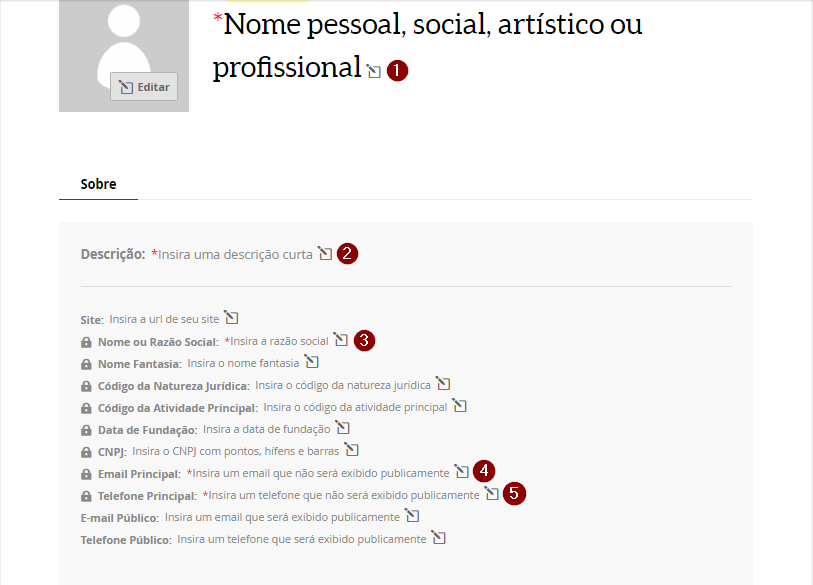 *Nome pessoal, social, artístico ou
profissional 1
Editar
Sobre
Descrição: *Insira uma descrição curta 2
Site: Insira a url de seu site
Nome ou Razão Social: *Insira a razão social 3
Nome Fantasia: Insira o nome fantasia
Código da Natureza Jurídica: Insira o código da natureza juridica
Código da Atividade Principal: Insira o código da atividade principal
Data de Fundação: Insira a data de fundação
CNPJ: Insira o CNPJ com pontos, hífens e barras
Email Principal: *Insira um email que não será exibido publicamente 4
Telefone Principal: *Insira um telefone que não será exibido publicamente 5
E-mail Público: Insira um email que será exibido publicamente
Telefone Público: Insira um telefone que será exibido publicamente